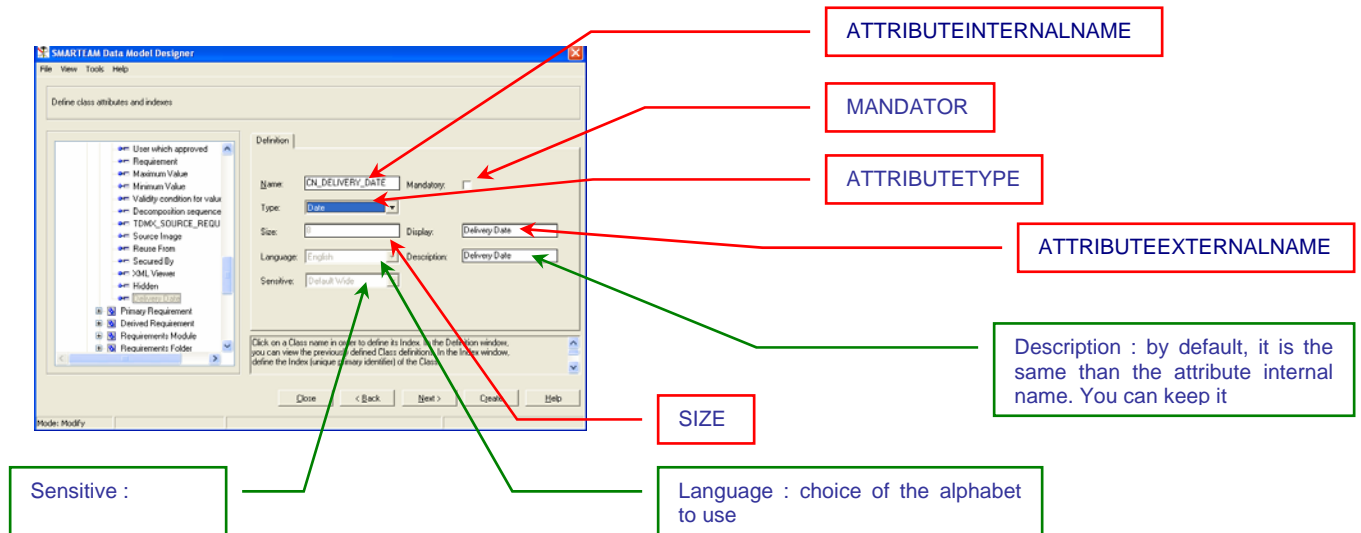 ATTRIBUTEINTERNALNAME
SMARTEAM Data Model Designer
File View Tools Help
MANDATOR
Define class attributes and indexes
Definition
User which approved
Requirement
Maximum Value
Minimum Value
Validity condition for value
Decomposition sequence
TDMX_SOURCE_REQU
Source Image
Reuse From
Secured By
XML Viewer
Hidden
Delivery Date
Primary Requirement
Derived Requirement
Requirements Module
Requirements Folder
Name: CN_DELIVERY_DATE Mandatory:
Type: Date
Size: 8 Display: Delivery Date
Language: English Description: Delivery Date
Sensitive: Default Wide
ATTRIBUTETYPE
ATTRIBUTEEXTERNALNAME
Click on a Class name in order to define its Index. In the Definition window,
you can view the previously defined Class definitions. In the Index window,
define the Index (unique primary identifier) of the Class.
Close < Back Next > Create Help
Mode: Modify
Description : by default, it is the
same than the attribute internal
name. You can keep it
SIZE
Sensitive :
Language : choice of the alphabet
to use